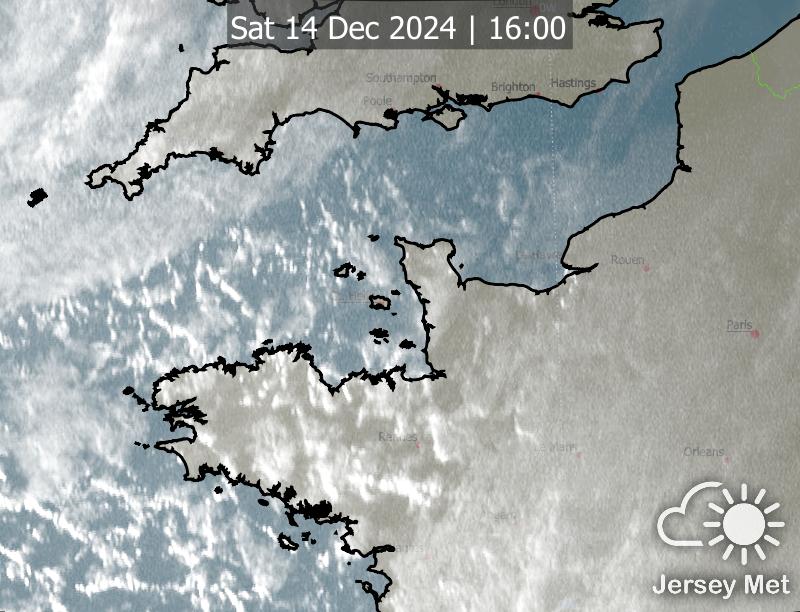 London
Sat 14 Dec 2024 | 16:00
Southampton
Brighton
Hastings
Poole
Le Havre
Rouen
Paris
Rennes
Le Mans
Orleans
Jersey Met